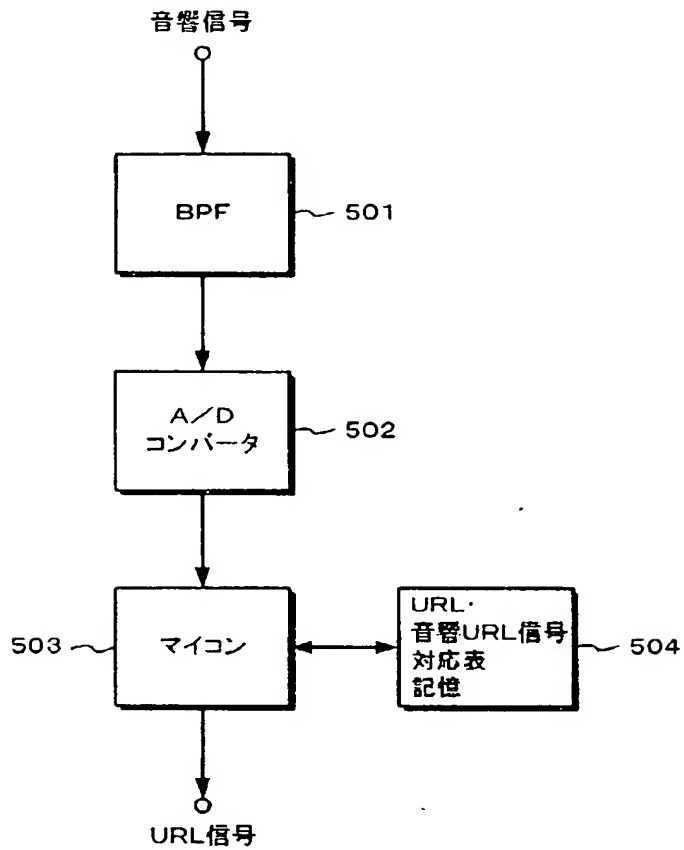 音響信号
BPF
501
A/D
コンバータ
502
503
マイコン
URL・
音響URL信号
対応表
記憶
504
URL信号